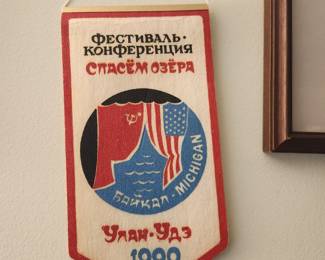 ФЕСТИВАЛЬ·
КОНФЕРЕНЦИЯ
СПАСЁМ ОЗЁРА
БАЙКАЛ - MICHIGAN
УЛАН-УДЭ
1990